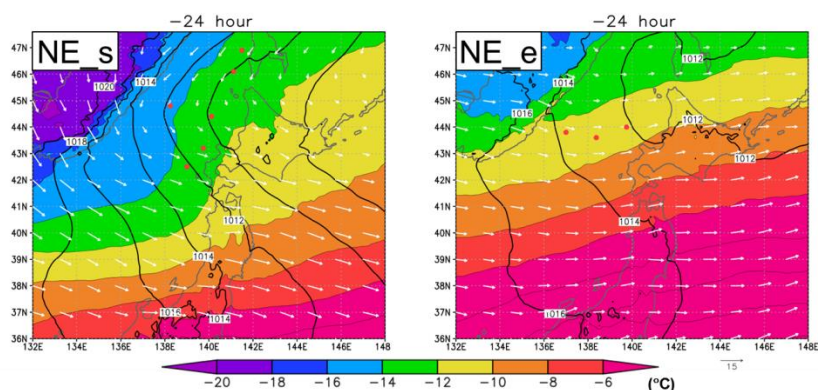 −24 hour
−24 hour
NE_s
NE_e
47N
46N
45N
44N
43N
42N
41N
40N
39N
38N
37N
36N
132E 134E 136E 138E 140E 142E 144E 146E 148E
1020
1014
1018
1012
1014
1016
1014
47N
46N
45N
44N
43N
42N
41N
40N
39N
38N
37N
36N
132E 134E 136E 138E 140E 142E 144E 146E 148E
1012
1014
1016
1012
1012
1014
1016
−20 −18 −16 −14 −12 −10 −8 −6 (°C)
15